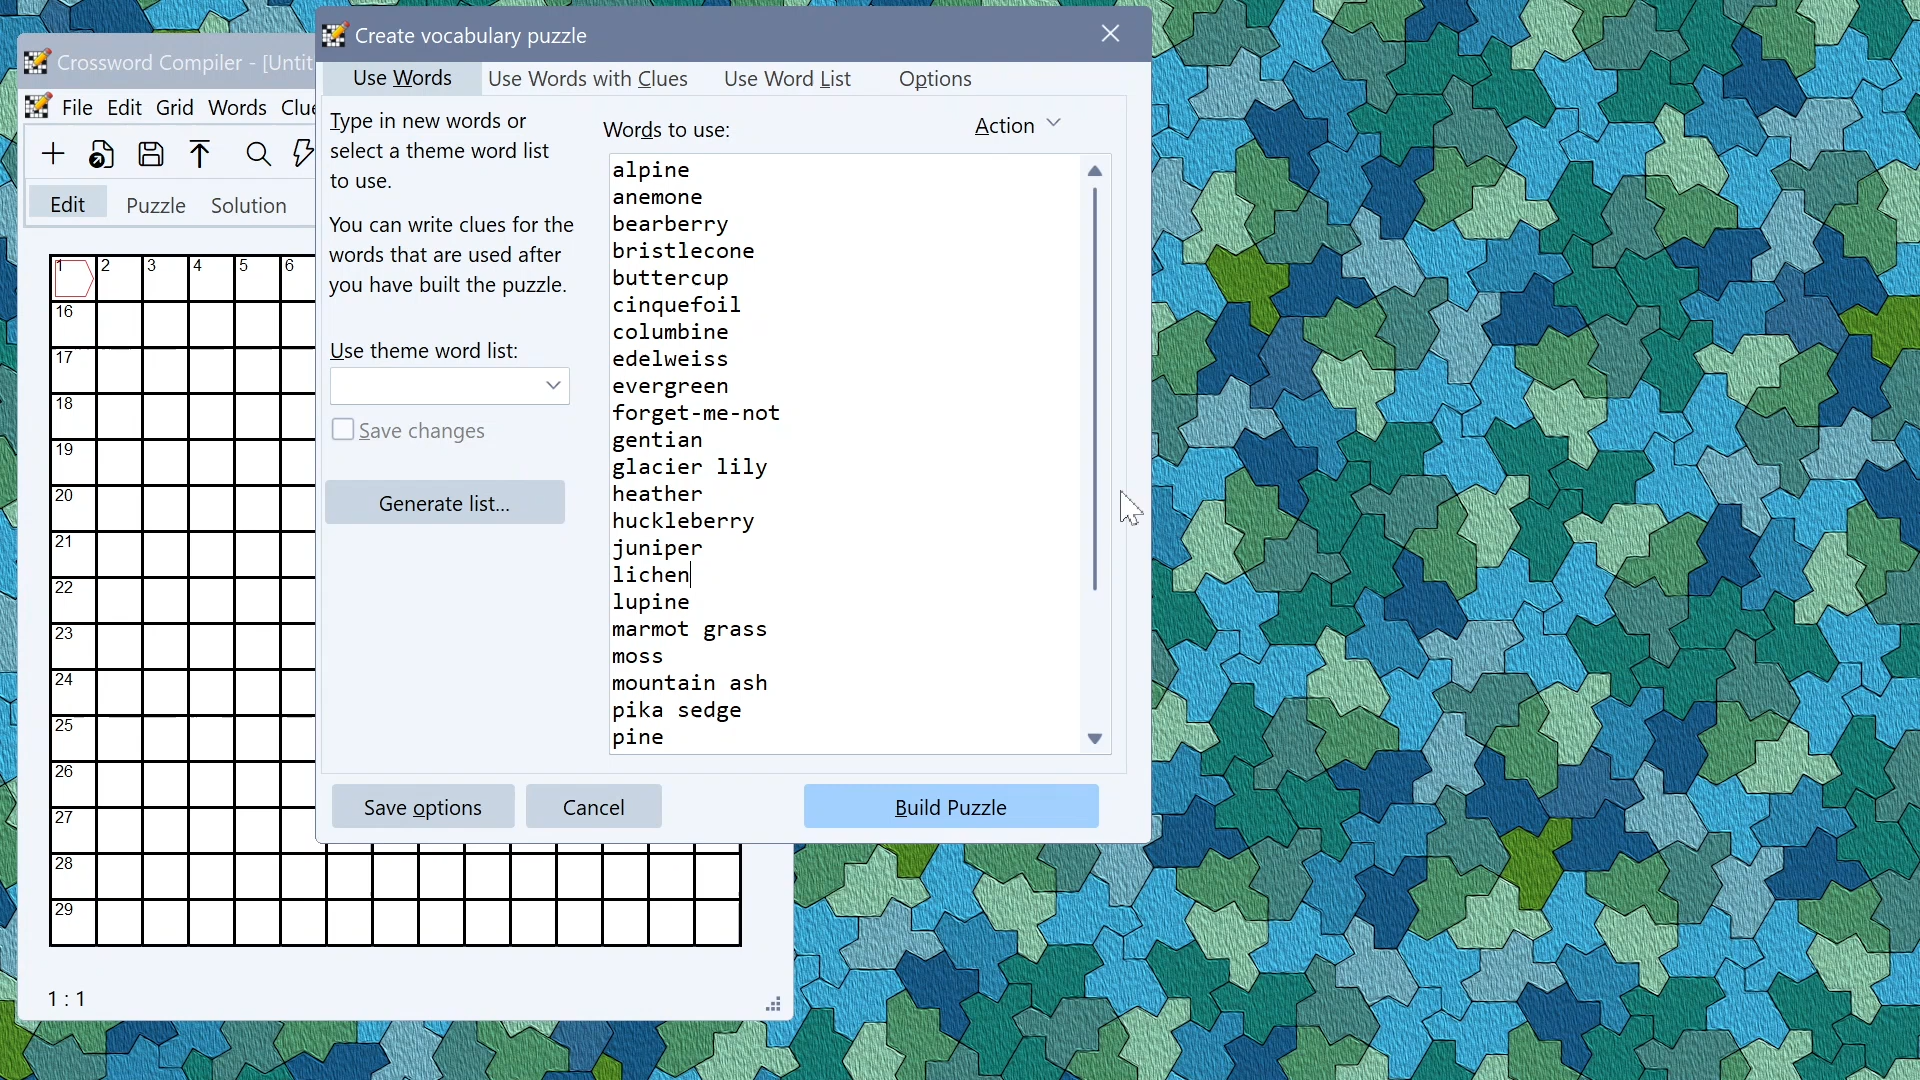 Crossword Compiler - [Untit
File Edit Grid Words Clue
Edit Puzzle Solution
1 2 3 4 5 6
16
17
18
19
20
21
22
23
24
25
26
27
28
29
1 : 1
Create vocabulary puzzle
Use Words Use Words with Clues Use Word List Options
Type in new words or
select a theme word list
to use.
You can write clues for the
words that are used after
you have built the puzzle.
Use theme word list:
Save changes
Generate list...
Words to use:
Action
alpine
anemone
bearberry
bristlecone
buttercup
cinquefoil
columbine
edelweiss
evergreen
forget-me-not
gentian
glacier lily
heather
huckleberry
juniper
lichen
lupine
marmot grass
moss
mountain ash
pika sedge
pine
Save options Cancel Build Puzzle